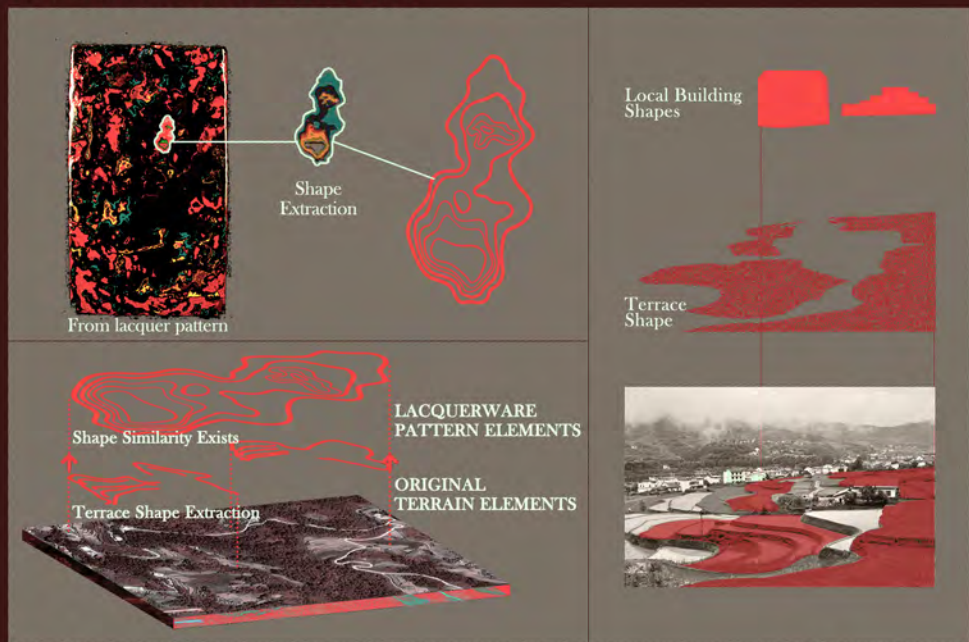 Shape
Extraction
From lacquer pattern
Shape Similarity Exists
Terrace Shape Extraction
LACQUERWARE
PATTERN ELEMENTS
ORIGINAL
TERRAIN ELEMENTS
Local Building
Shapes
Terrace
Shape